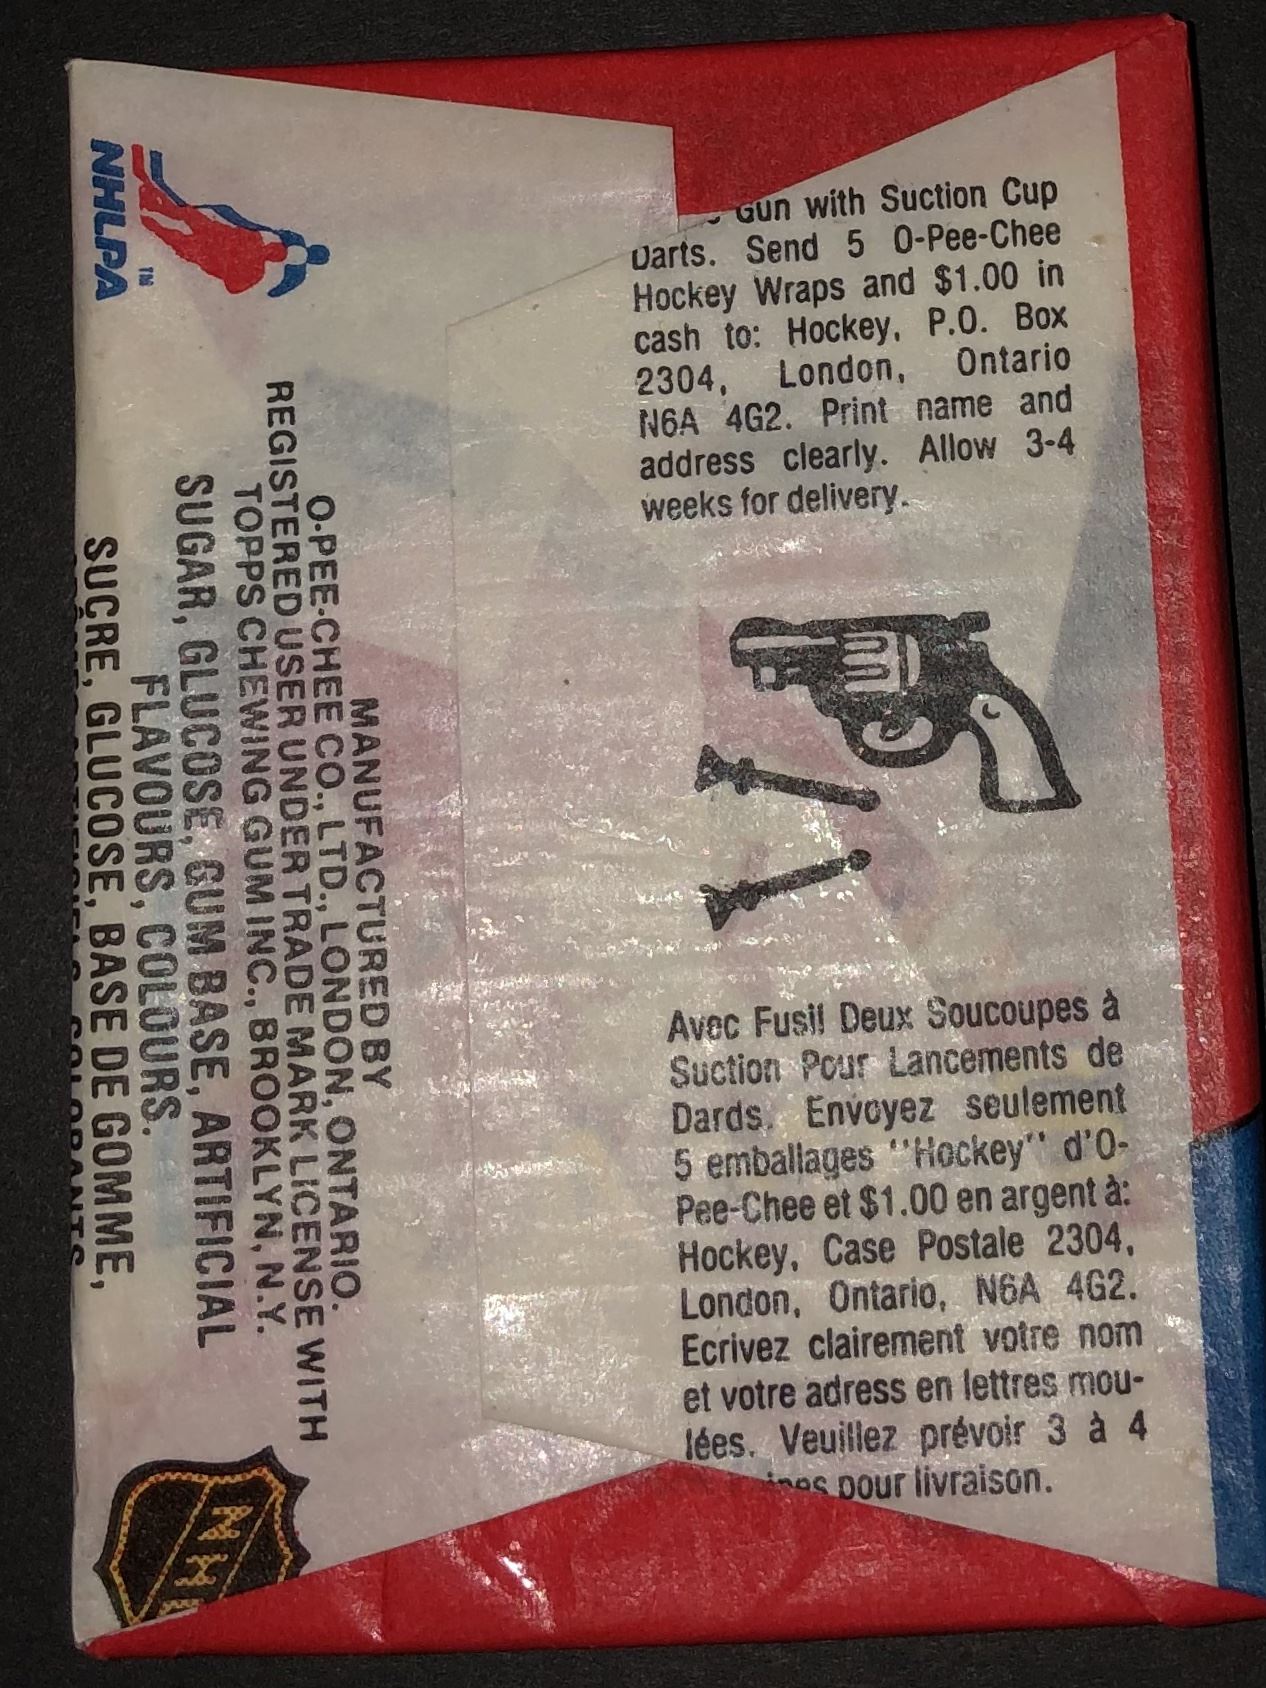 Gun with Suction Cup
Darts. Send 5 O-Pee-Chee
Hockey Wraps and $1.00 in
cash to: Hockey, P.O. Box
2304, London, Ontario
N6A 4G2. Print name and
address clearly. Allow 3-4
weeks for delivery.
Avec Fusil Deux Soucoupes à
Suction Pour Lancements de
Dards. Envoyez seulement
5 emballages "Hockey" d'O-
Pee-Chee et $1.00 en argent à:
Hockey, Case Postale 2304,
London, Ontario, N6A 4G2.
Ecrivez clairement votre nom
et votre adress en lettres mou-
lées. Veuillez prévoir 3 à 4
pour livraison.
NHLPA TM
MANUFACTURED BY
O-PEE-CHEE CO., LTD., LONDON, ONTARIO.
REGISTERED USER UNDER TRADE MARK LICENSE WITH
TOPPS CHEWING GUM INC., BROOKLYN, N.Y.
SUGAR, GLUCOSE, GUM BASE, ARTIFICIAL
FLAVOURS, COLOURS.
SUCRE, GLUCOSE, BASE DE GOMME,
COLORANTS
NH